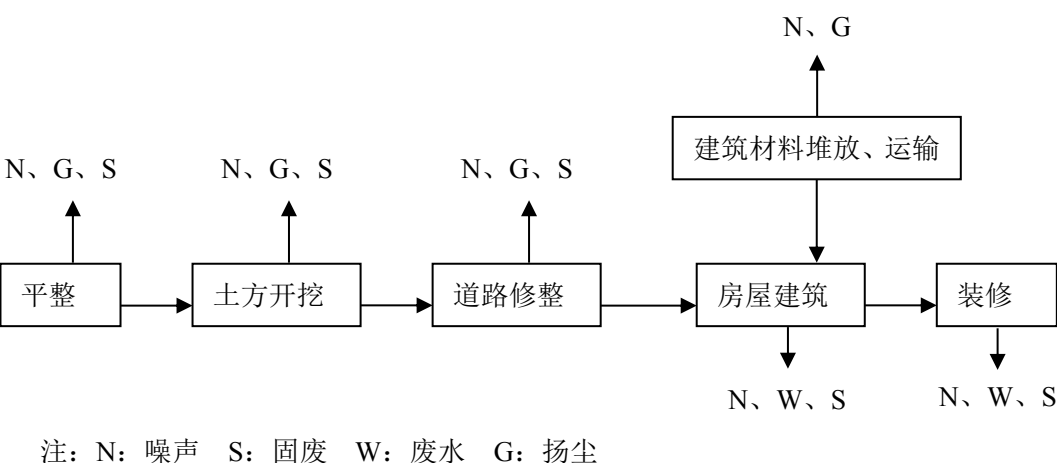 N、G
建筑材料堆放、运输
N、G、S
N、G、S
N、G、S
平整
土方开挖
道路修整
房屋建筑
装修
N、W、S
N、W、S
注：N：噪声 S：固废 W：废水 G：扬尘